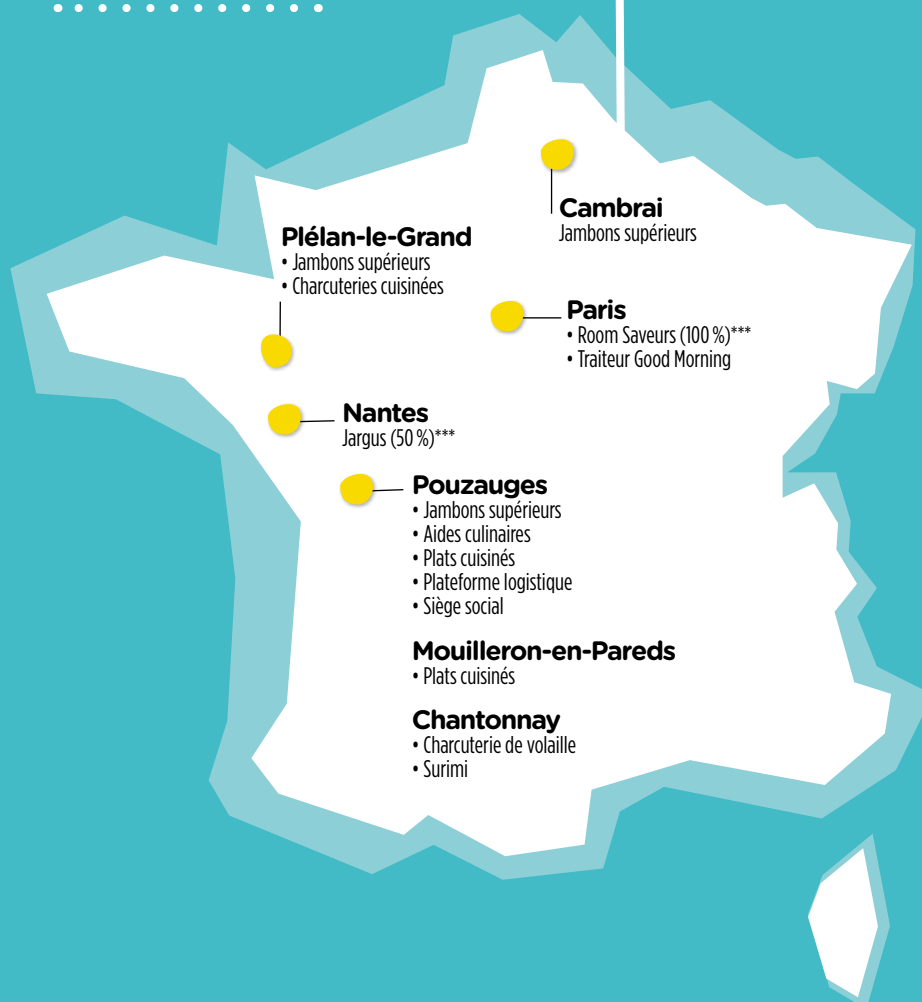 Cambrai
Jambons supérieurs
Plélan-le-Grand
• Jambons supérieurs
• Charcuteries cuisinées
Paris
• Room Saveurs (100 %)***
• Traiteur Good Morning
Nantes
Jargus (50 %)***
Pouzauges
• Jambons supérieurs
• Aides culinaires
• Plats cuisinés
• Plateforme logistique
• Siège social
Mouilleron-en-Pareds
• Plats cuisinés
Chantonnay
• Charcuterie de volaille
• Surimi